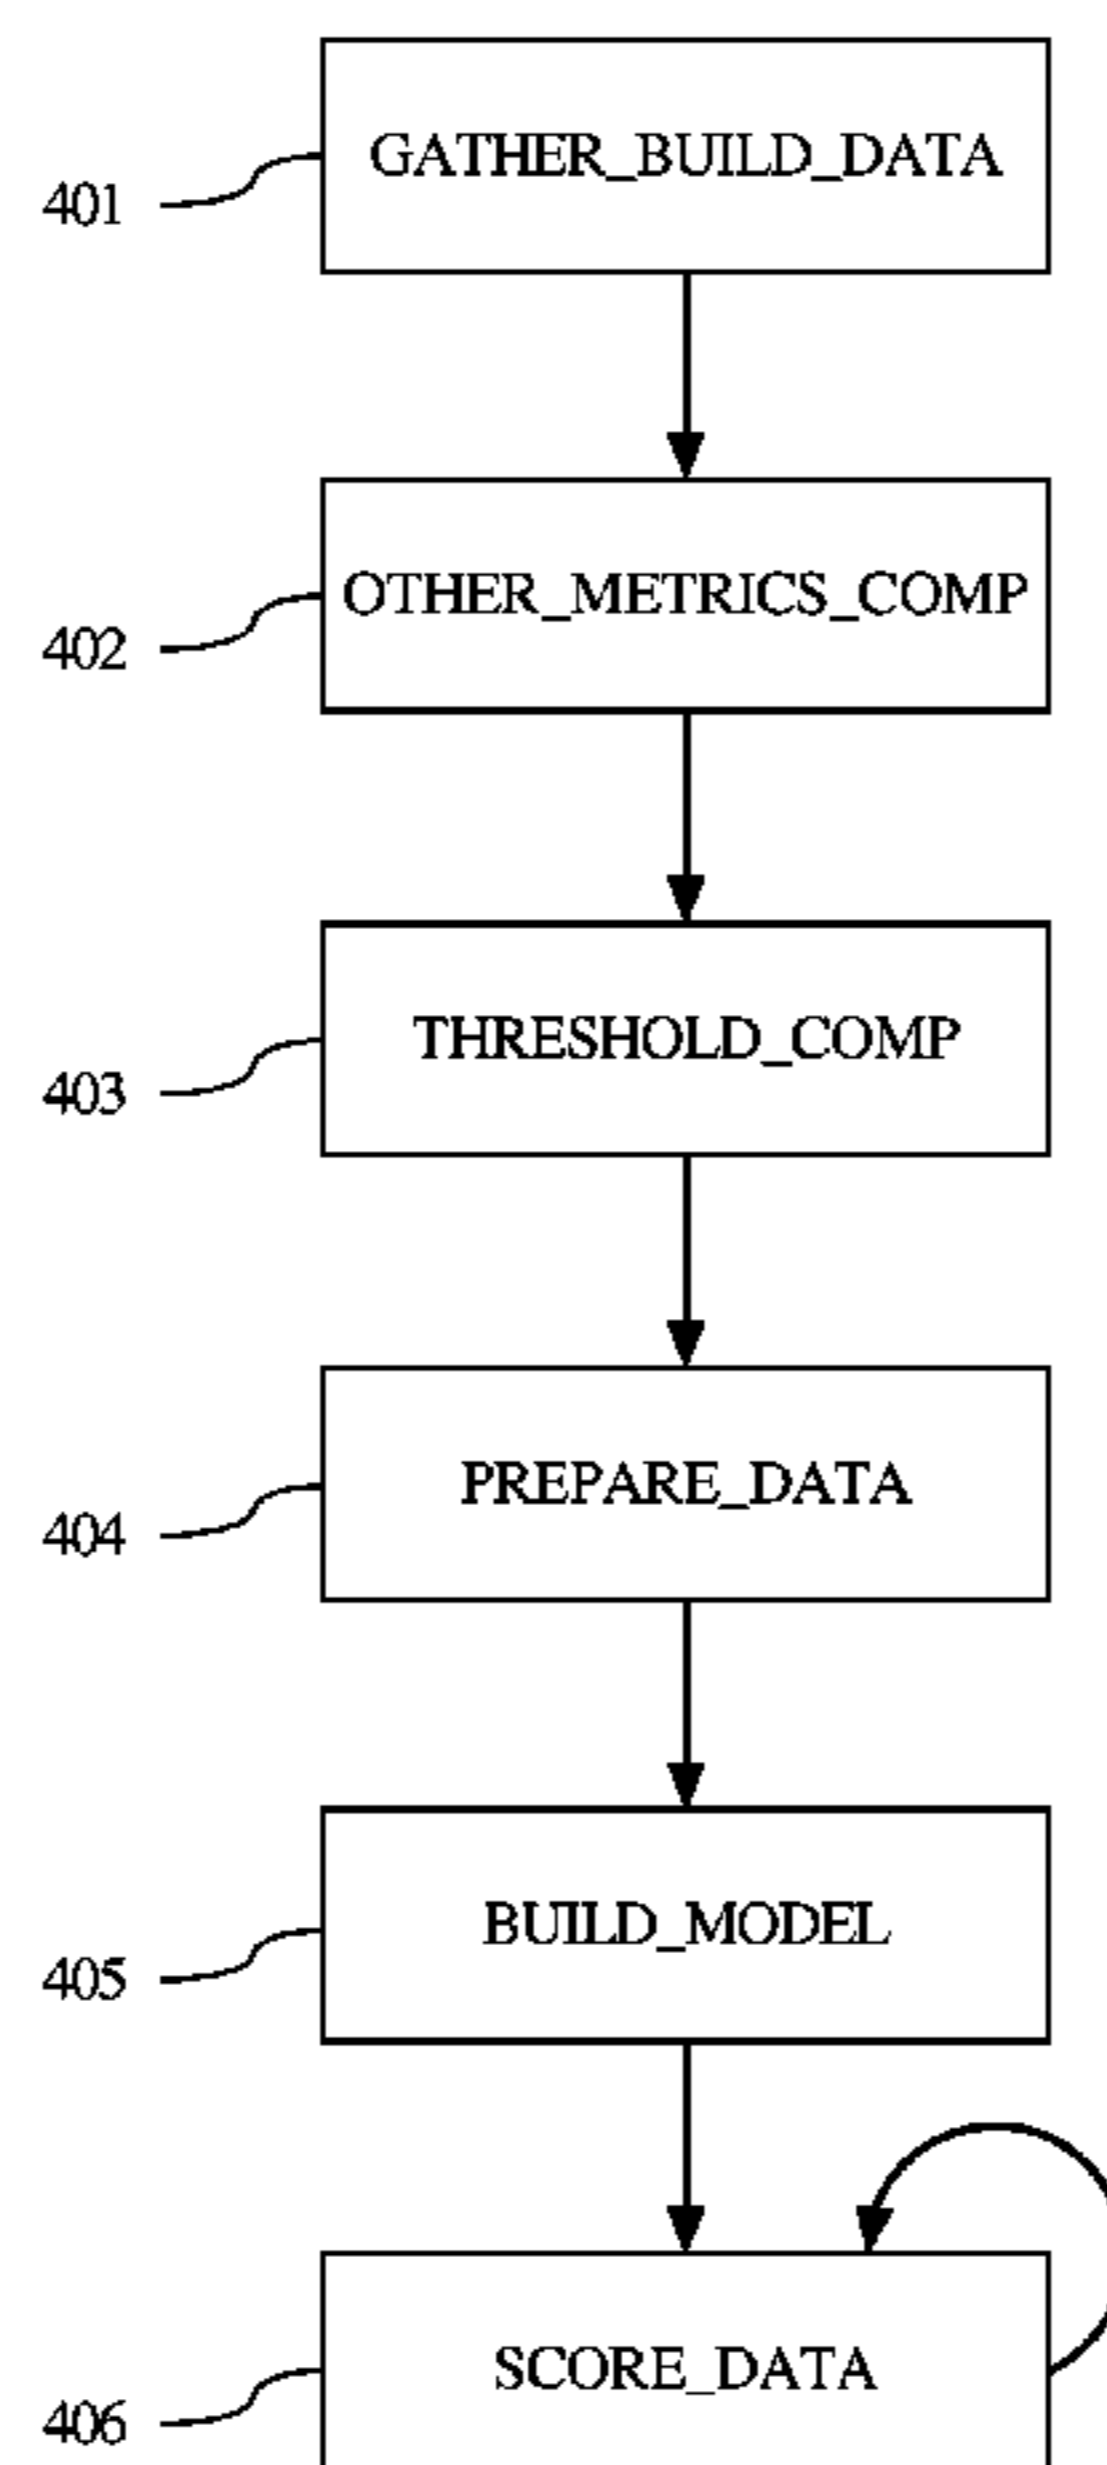 GATHER_BUILD_DATA
401
OTHER_METRICS_COMP
402
THRESHOLD_COMP
403
PREPARE_DATA
404
BUILD_MODEL
405
SCORE_DATA
406